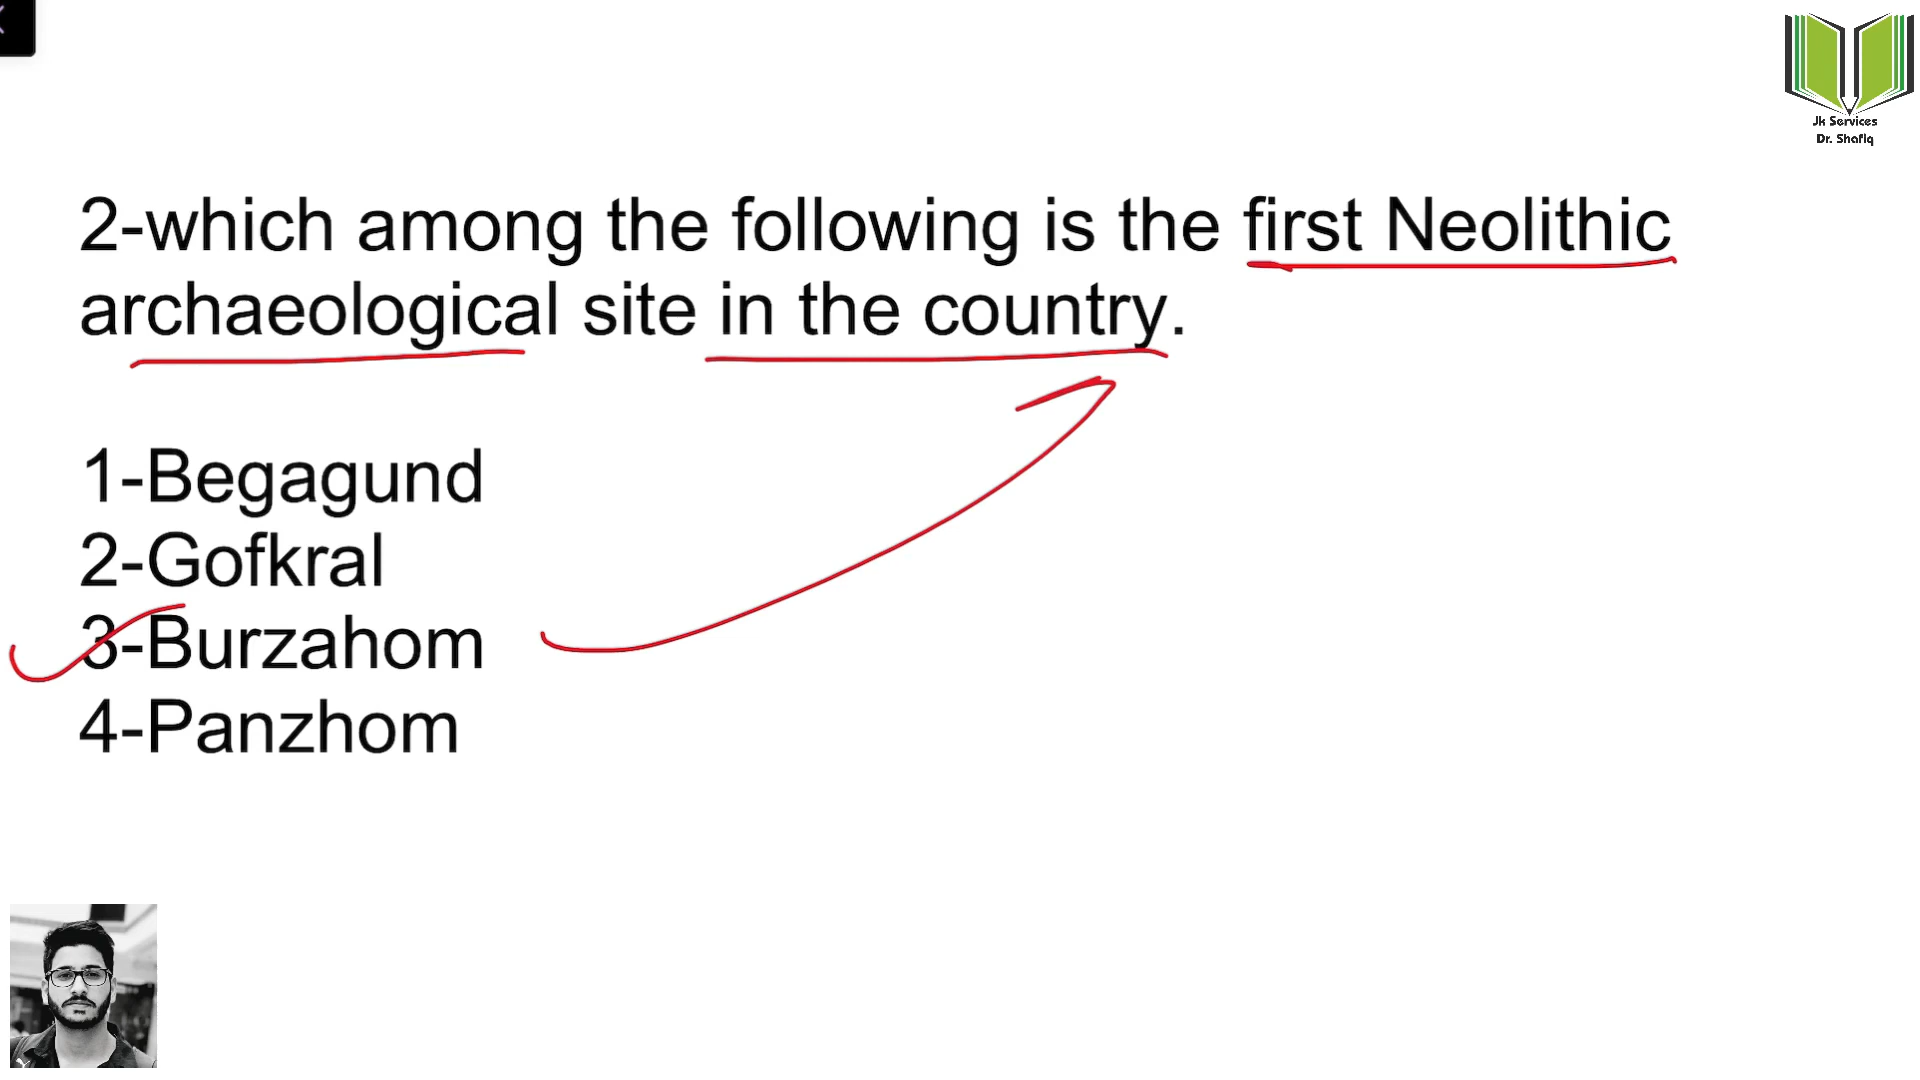 Jk Services
Dr. Shafiq
2-which among the following is the first Neolithic
archaeological site in the country.
1-Begagund
2-Gofkral
3-Burzahom
4-Panzhom